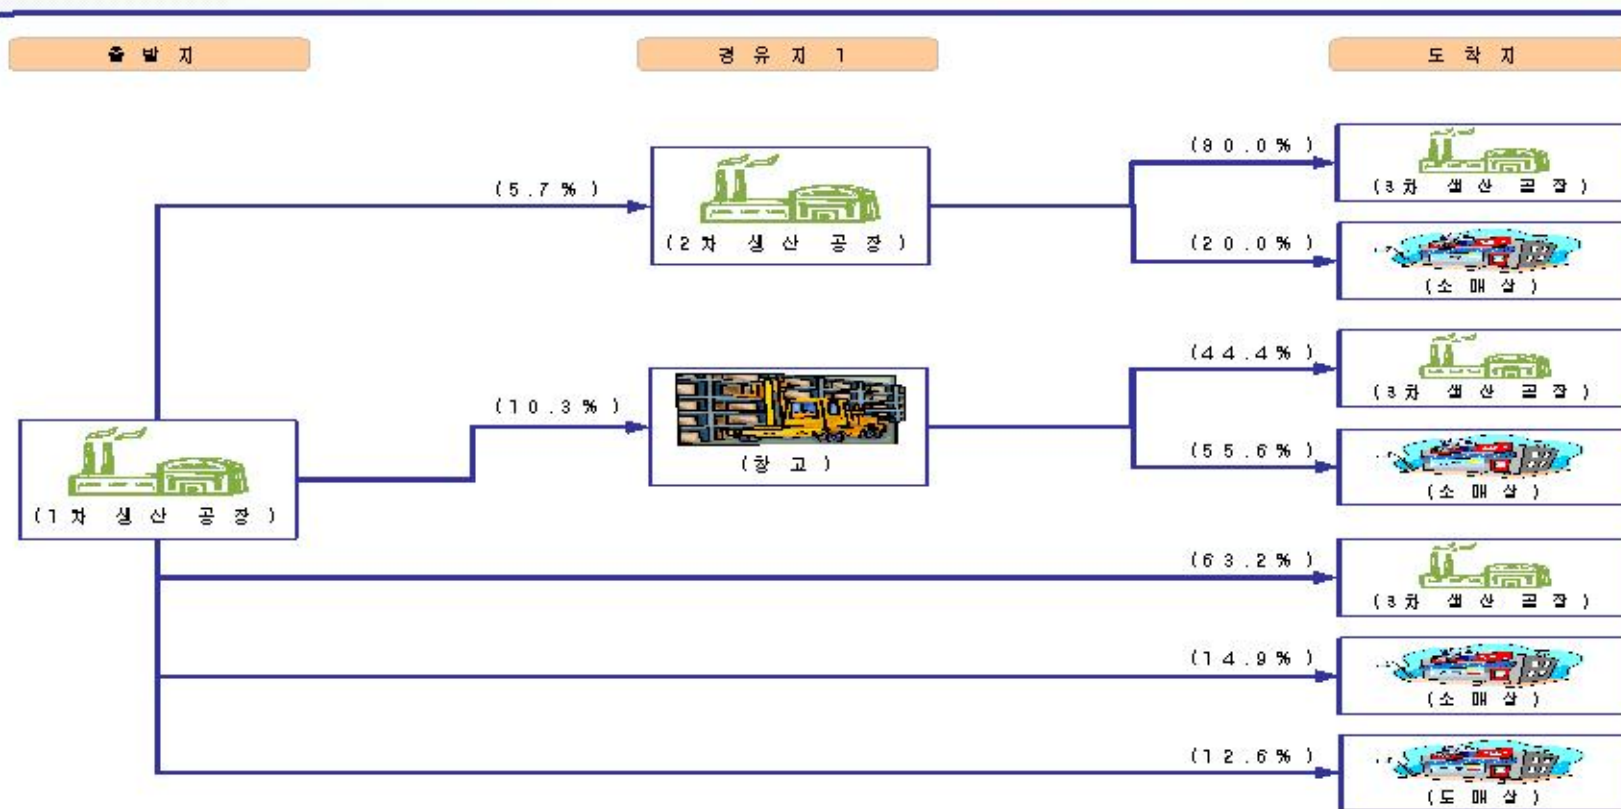 출발지
경유지 1
도착지
(80.0%)
(3차 생산 공장)
(5.7%)
(2차 생산 공장)
(20.0%)
(소매상)
(44.4%)
(3차 생산 공장)
(10.3%)
(창고)
(55.6%)
(소매상)
(1차 생산 공장)
(63.2%)
(3차 생산 공장)
(14.9%)
(소매상)
(12.6%)
(도매상)